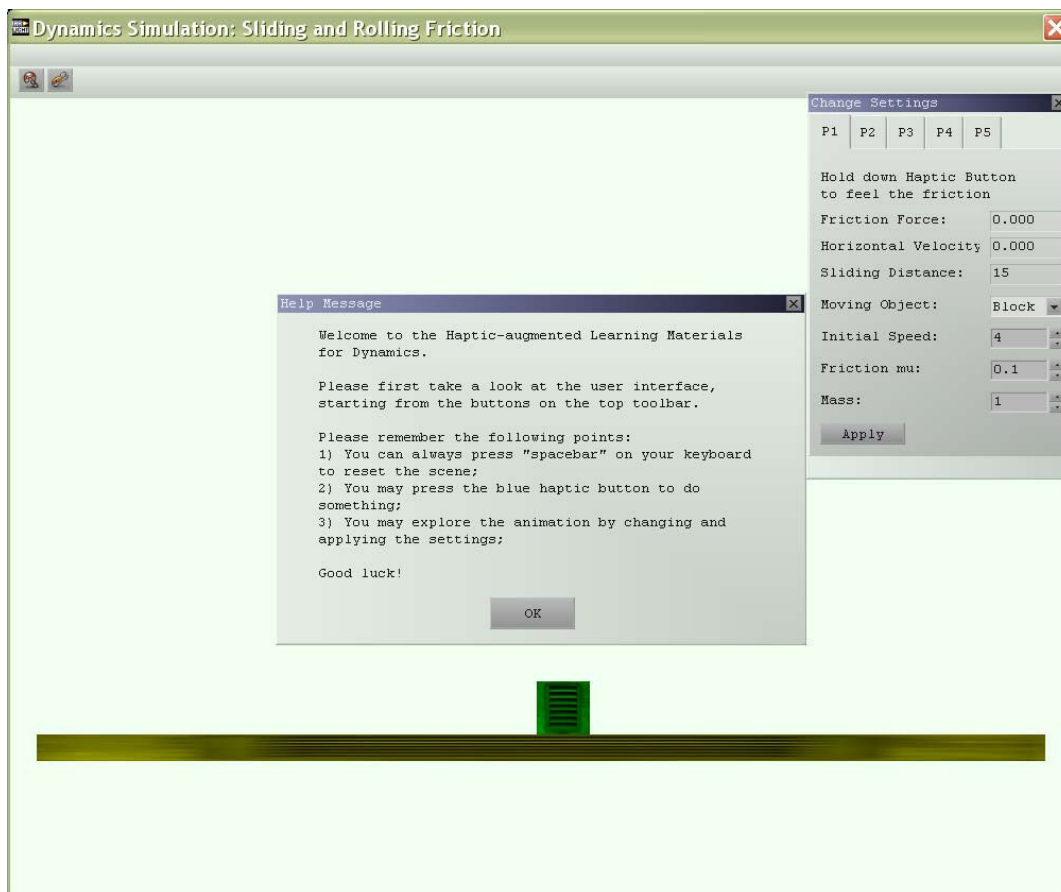 Dynamics Simulation: Sliding and Rolling Friction
Change Settings
P1 P2 P3 P4 P5
Hold down Haptic Button
to feel the friction
Friction Force: 0.000
Horizontal Velocity 0.000
Sliding Distance: 15
Moving Object: Block
Initial Speed: 4
Friction mu: 0.1
Mass: 1
Apply
Help Message
Welcome to the Haptic-augmented Learning Materials
for Dynamics.
Please first take a look at the user interface,
starting from the buttons on the top toolbar.
Please remember the following points:
1) You can always press "spacebar" on your keyboard
to reset the scene;
2) You may press the blue haptic button to do
something;
3) You may explore the animation by changing and
applying the settings;
Good luck!
OK